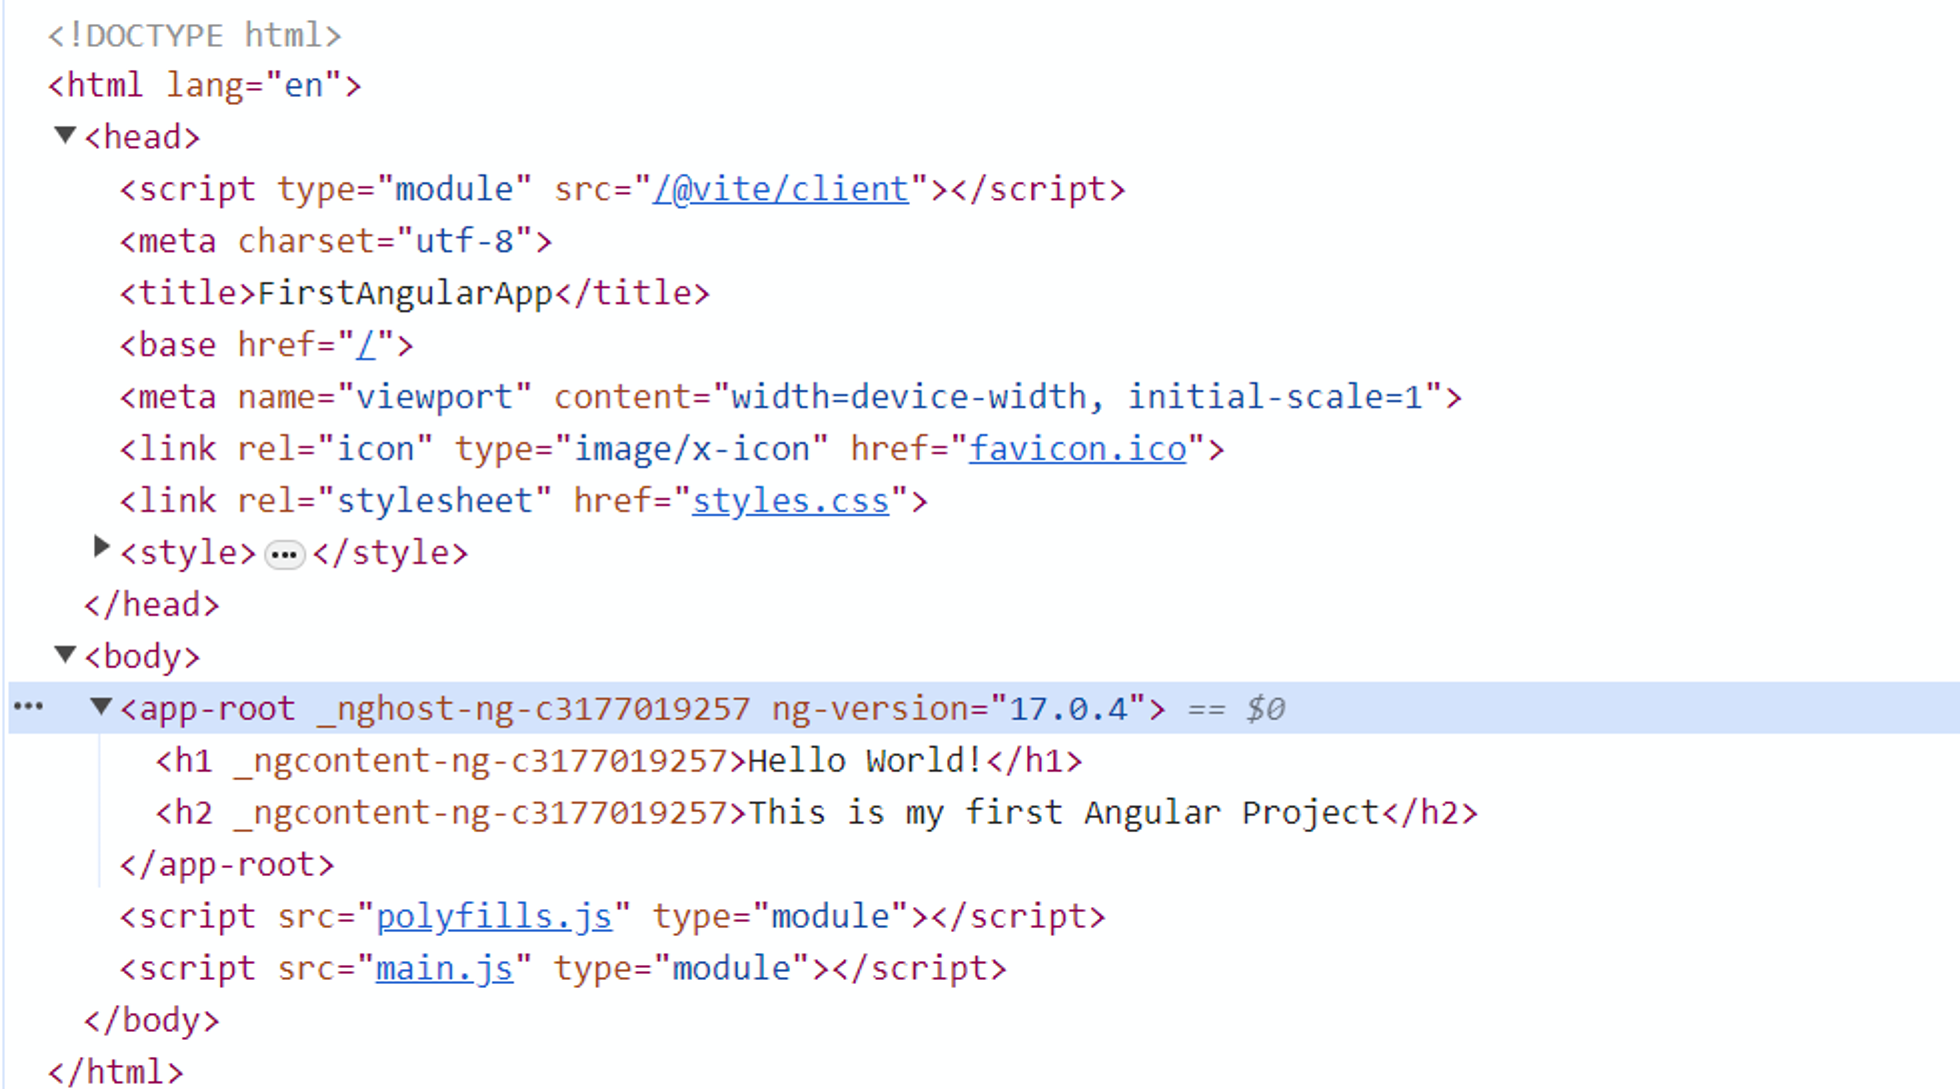 <!DOCTYPE html>
<html lang="en">
▼<head>
<script type="module" src="/@vite/client"></script>
<meta charset="utf-8">
<title>FirstAngularApp</title>
<base href="/">
<meta name="viewport" content="width=device-width, initial-scale=1">
<link rel="icon" type="image/x-icon" href="favicon.ico">
<link rel="stylesheet" href="styles.css">
▶<style>…</style>
</head>
▼<body>
… ▼<app-root _nghost-ng-c3177019257 ng-version="17.0.4"> == $0
<h1 _ngcontent-ng-c3177019257>Hello World!</h1>
<h2 _ngcontent-ng-c3177019257>This is my first Angular Project</h2>
</app-root>
<script src="polyfills.js" type="module"></script>
<script src="main.js" type="module"></script>
</body>
</html>